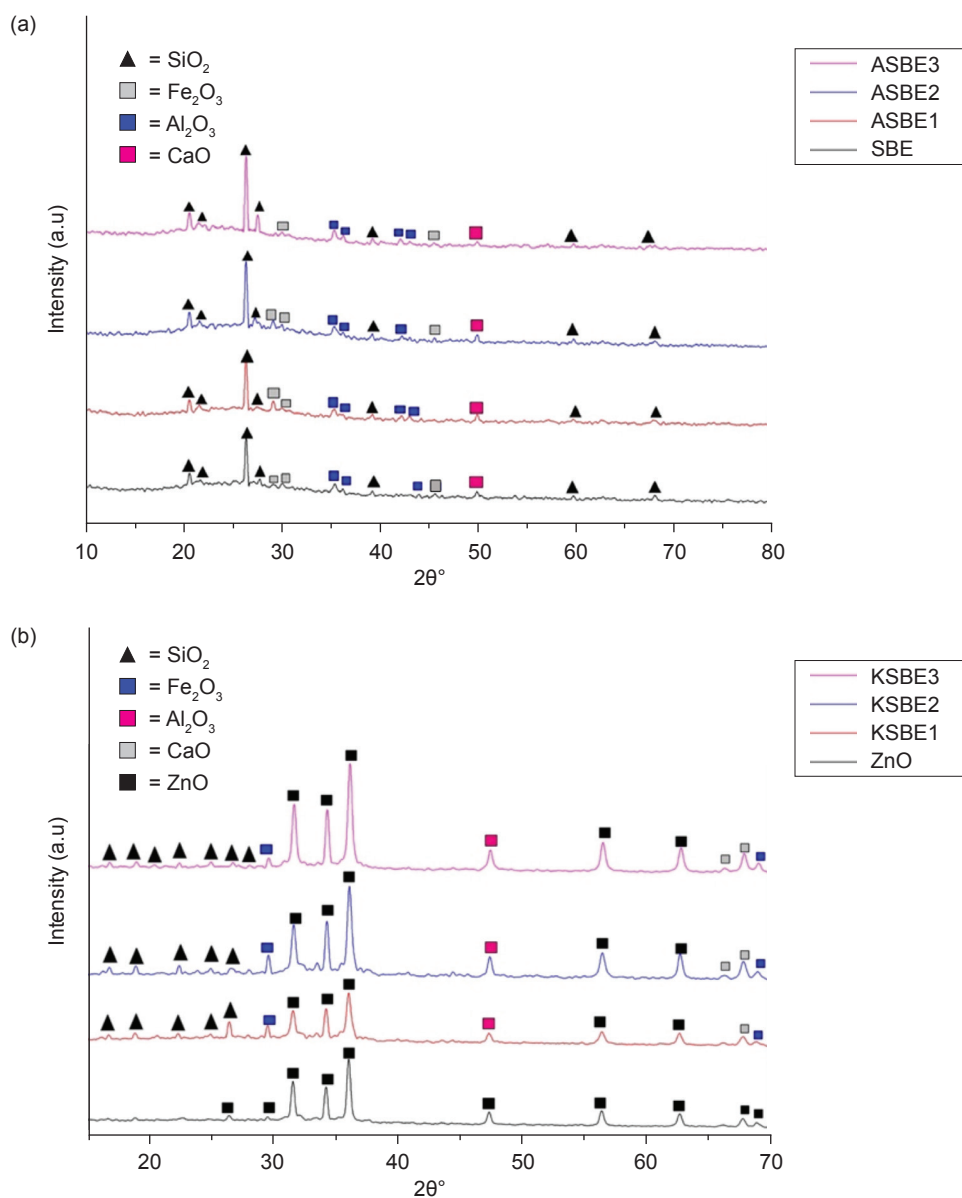 (a)
= SiO₂
= Fe₂O₃
= Al₂O₃
= CaO
ASBE3
ASBE2
ASBE1
SBE
Intensity (a.u)
10 20 30 40 50 60 70 80
2θ°
(b)
= SiO₂
= Fe₂O₃
= Al₂O₃
= CaO
= ZnO
KSBE3
KSBE2
KSBE1
ZnO
Intensity (a.u)
20 30 40 50 60 70
2θ°